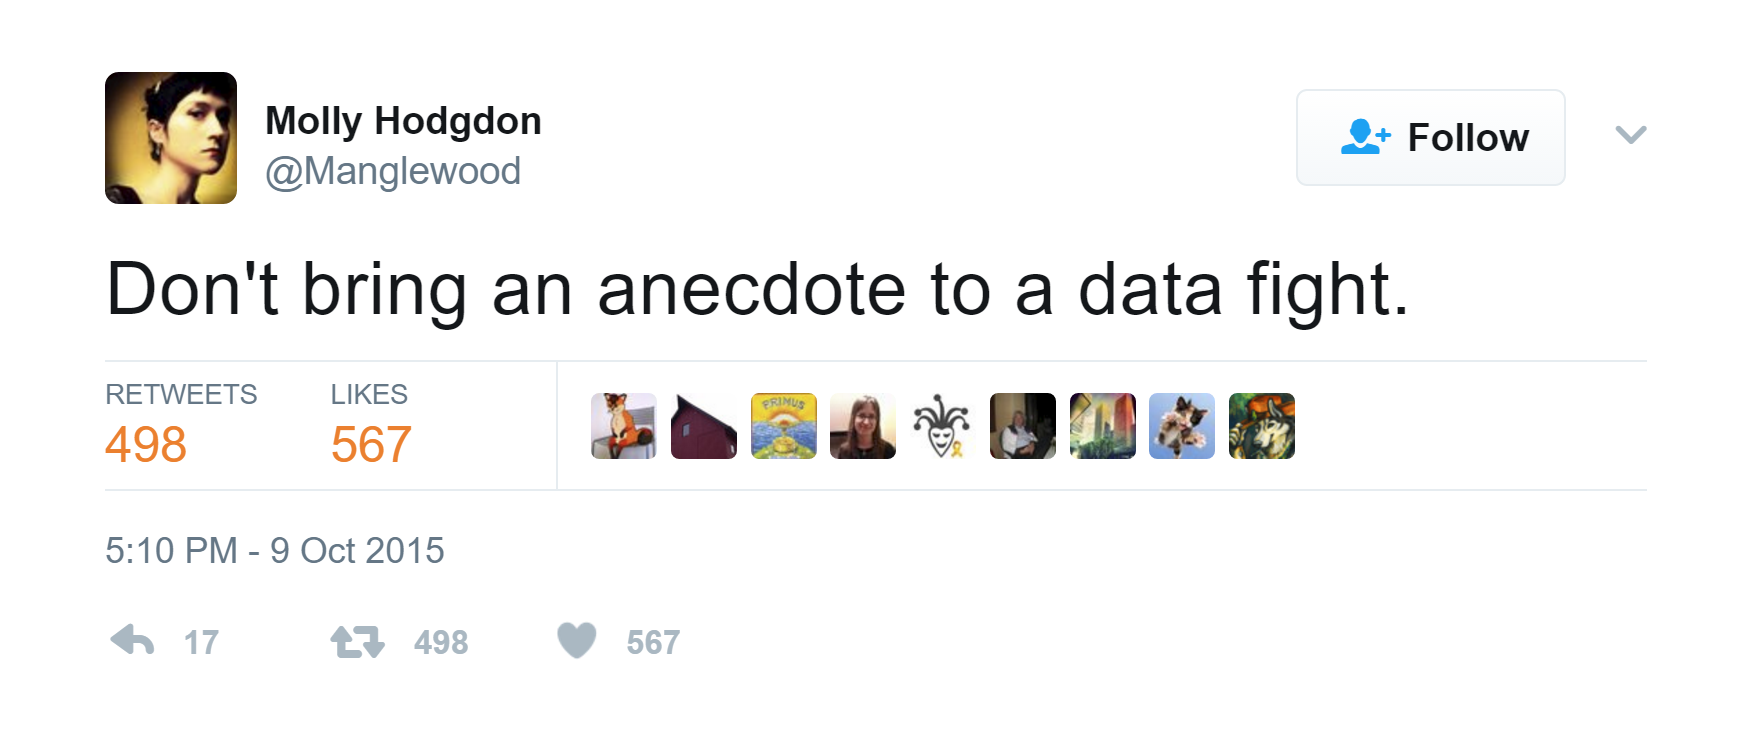 Molly Hodgdon
@Manglewood
Follow
Don't bring an anecdote to a data fight.
RETWEETS LIKES
498 567
PRIMUS
5:10 PM - 9 Oct 2015
17 498 567